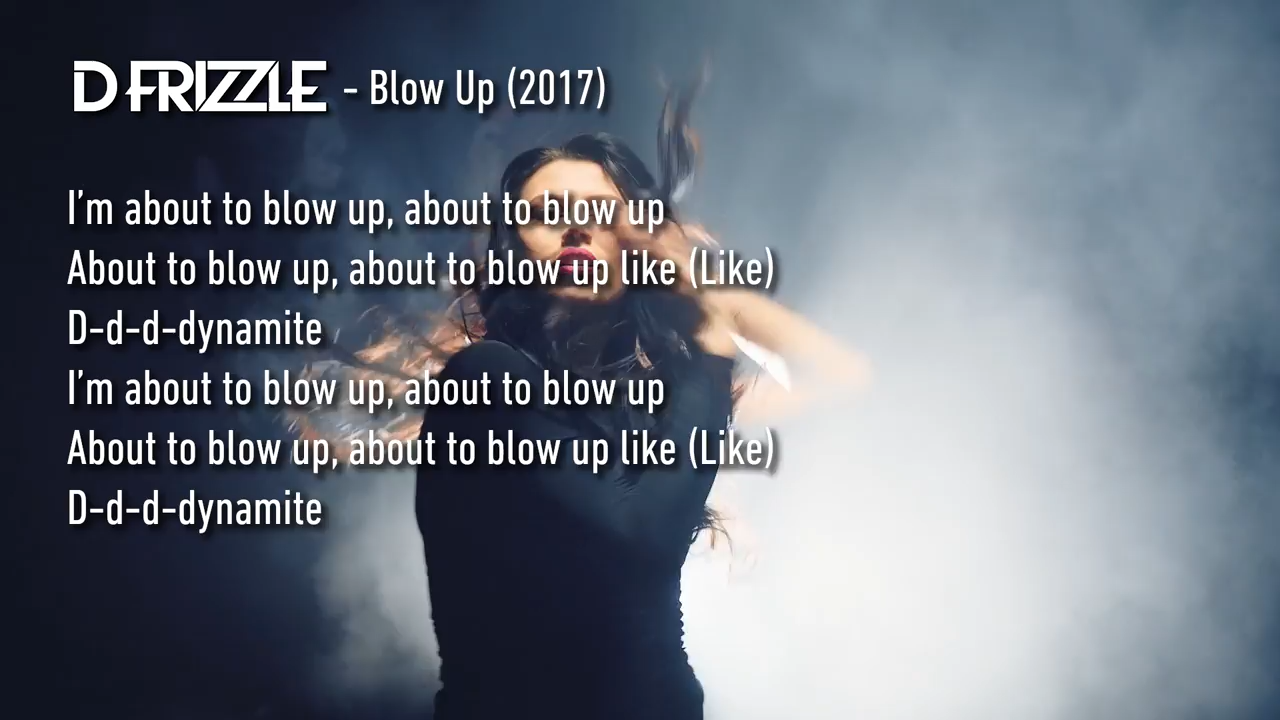 D FRIZZLE - Blow Up (2017)
I'm about to blow up, about to blow up
About to blow up, about to blow up like (Like)
D-d-d-dynamite
I'm about to blow up, about to blow up
About to blow up, about to blow up like (Like)
D-d-d-dynamite